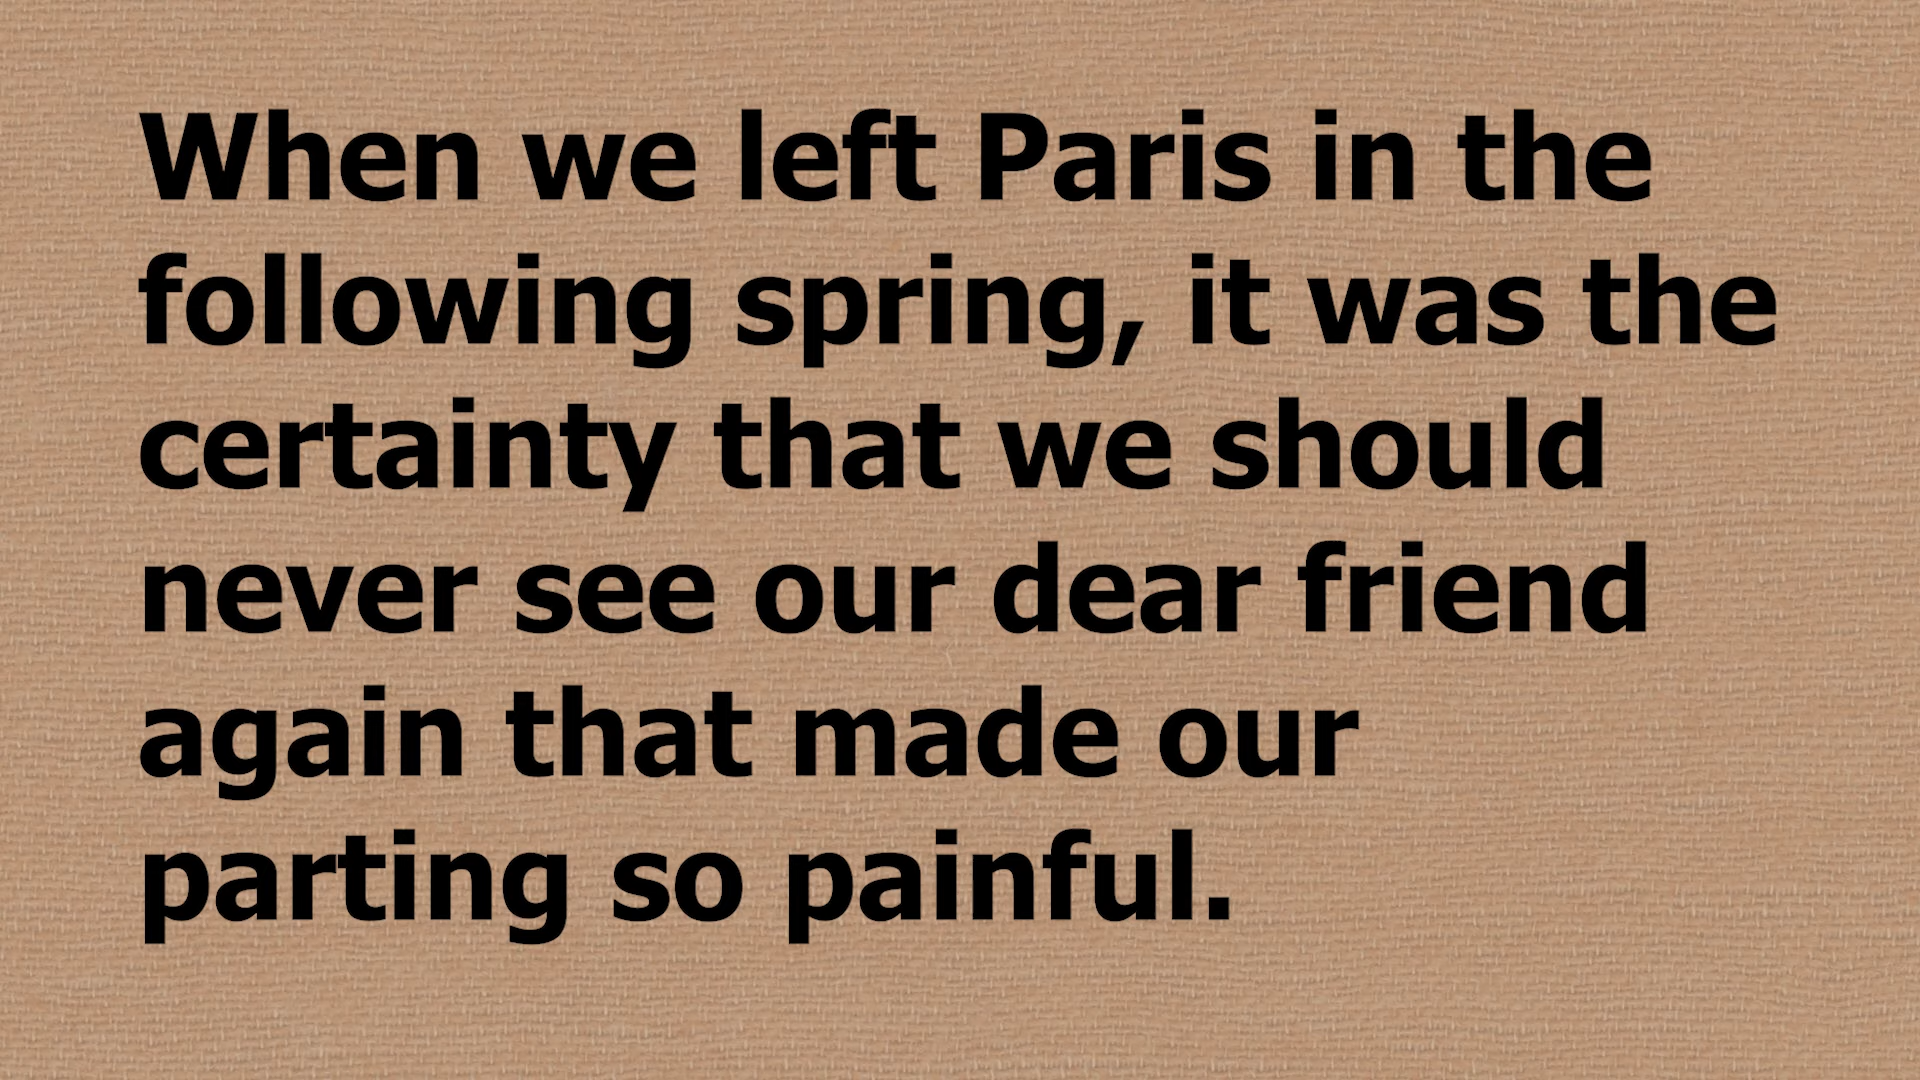 When we left Paris in the
following spring, it was the
certainty that we should
never see our dear friend
again that made our
parting so painful.